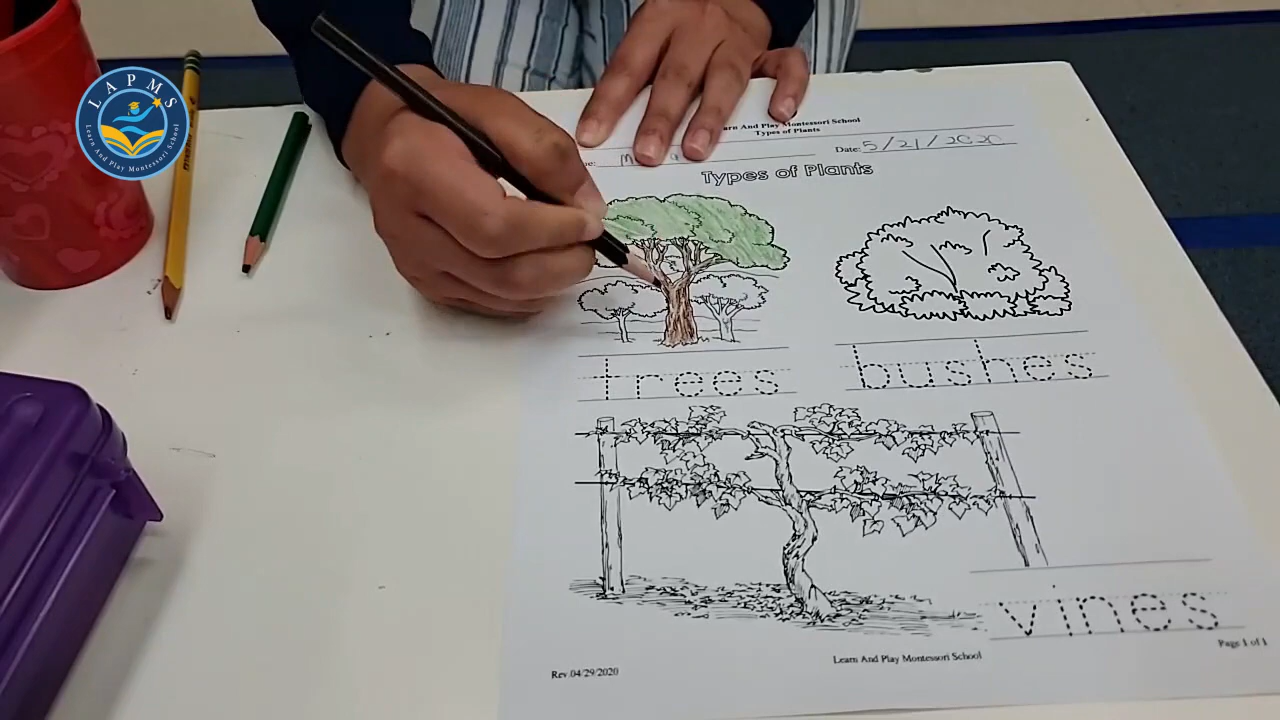 LAPMS
Learn And Play Montessori School
Learn And Play Montessori School
Types of Plants
Date: 5/21/2020
Types of Plants
trees
bushes
vines
Learn And Play Montessori School
Rev.04/29/2020
Page 1 of 1